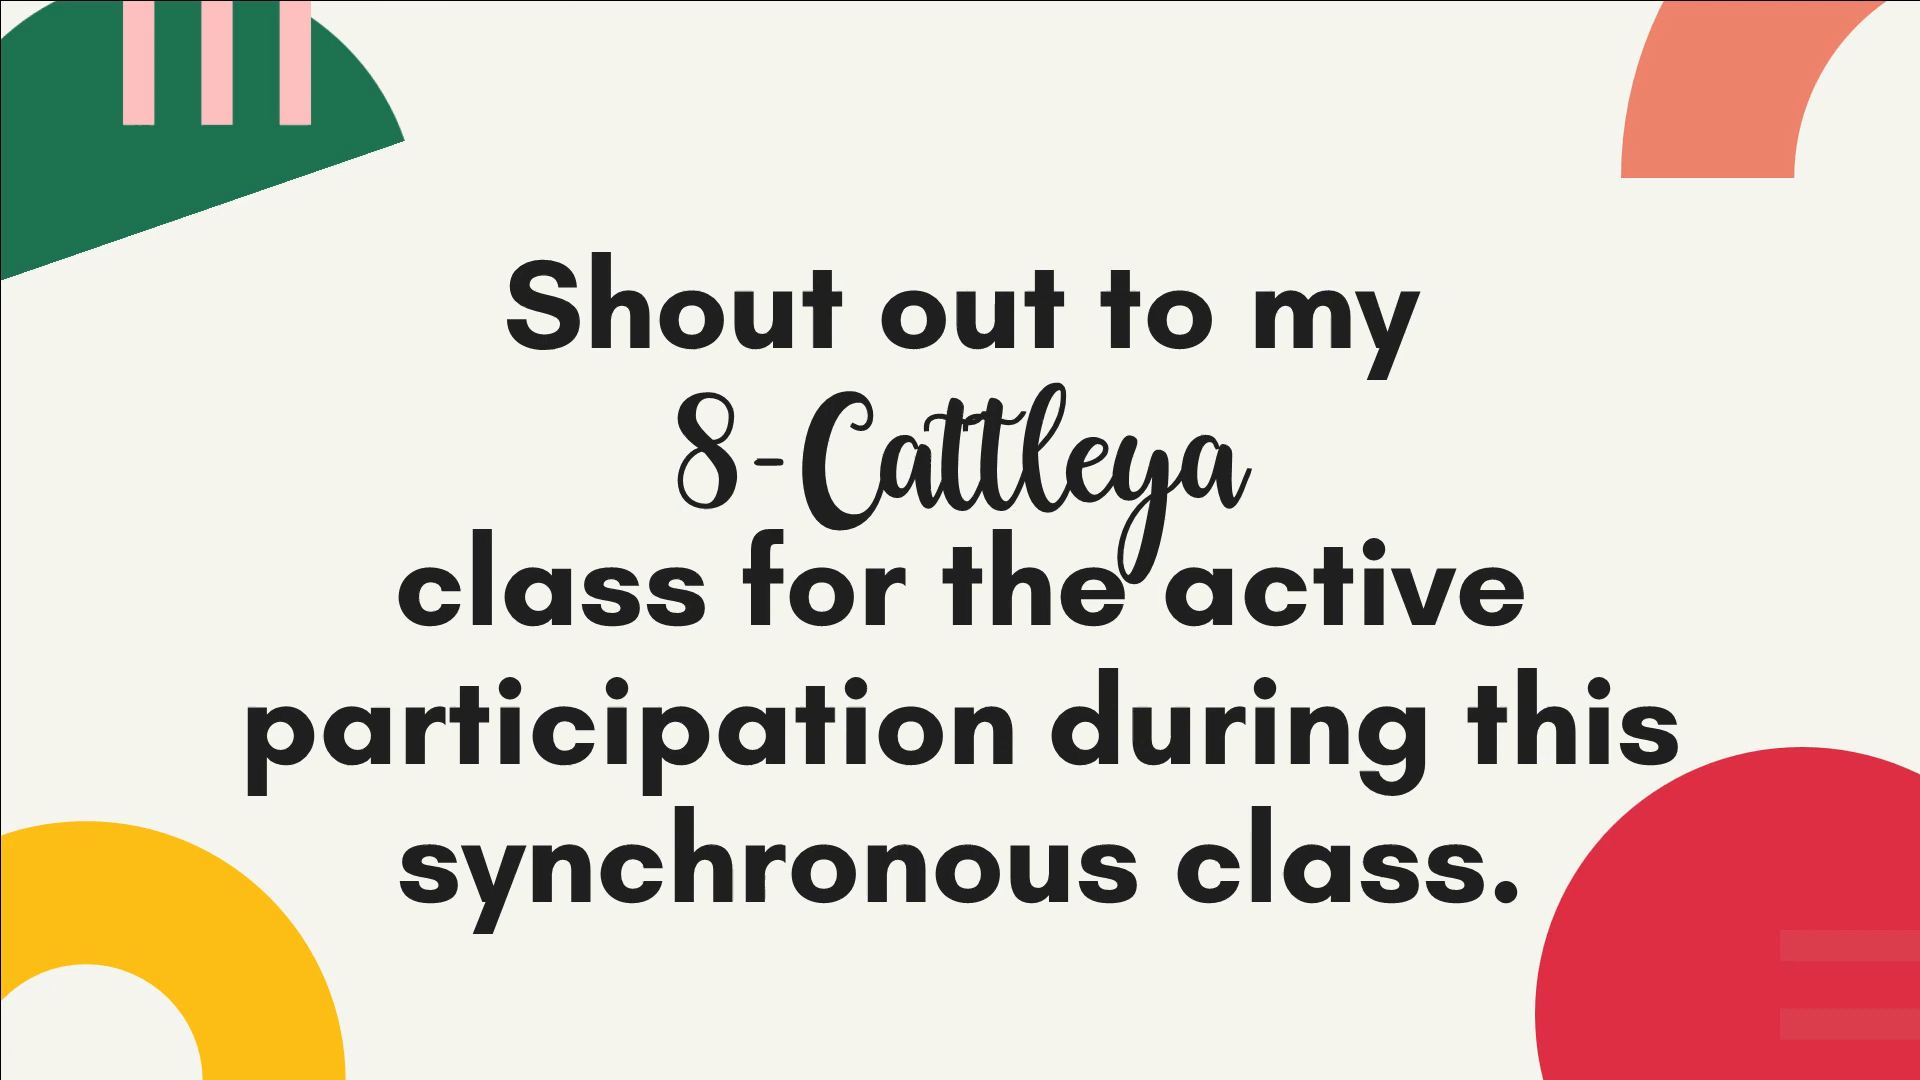 Shout out to my
8-Cattleya
class for the active
participation during this
synchronous class.